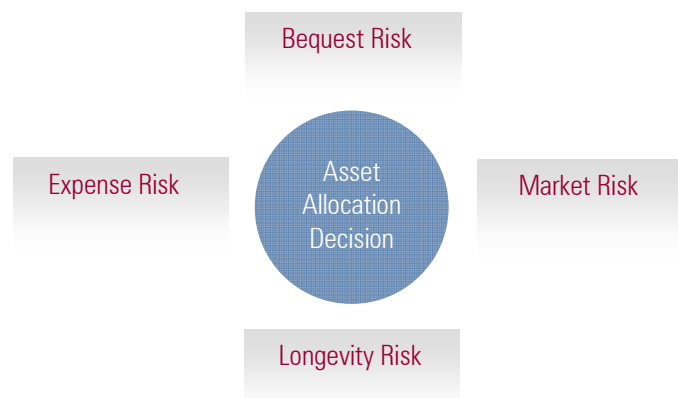 Bequest Risk
Expense Risk
Asset
Allocation
Decision
Market Risk
Longevity Risk